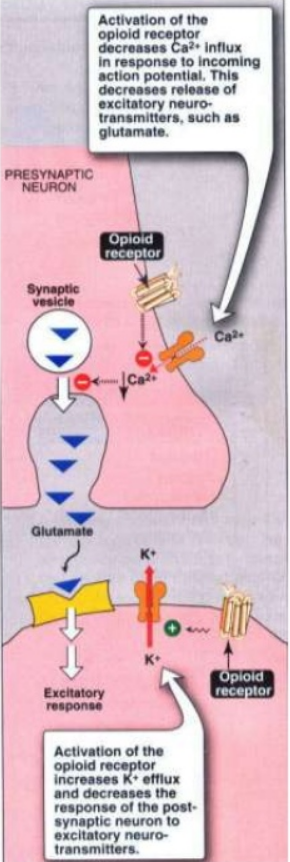 Activation of the
opioid receptor
decreases Ca²⁺ influx
in response to incoming
action potential. This
decreases release of
excitatory neuro-
transmitters, such as
glutamate.
PRESYNAPTIC
NEURON
Opioid
receptor
Synaptic
vesicle
Ca²⁺
Ca²⁺
Glutamate
K⁺
K⁺
Opioid
receptor
Excitatory
response
Activation of the
opioid receptor
increases K⁺ efflux
and decreases the
response of the post-
synaptic neuron to
excitatory neuro-
transmitters.